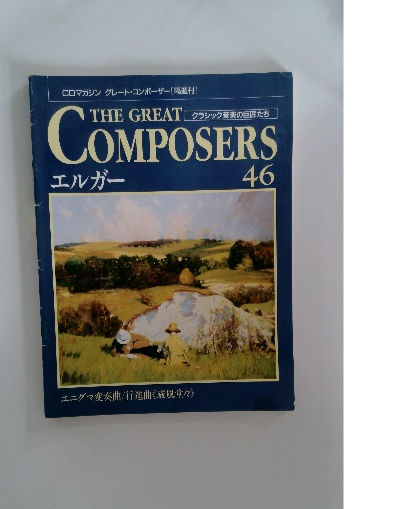 CDマガジン グレート・コンポーザー[隔週刊]
THE GREAT
クラシック音楽の巨匠たち
COMPOSERS
エルガー
46
エニグマ変奏曲/行進曲《威風堂々》